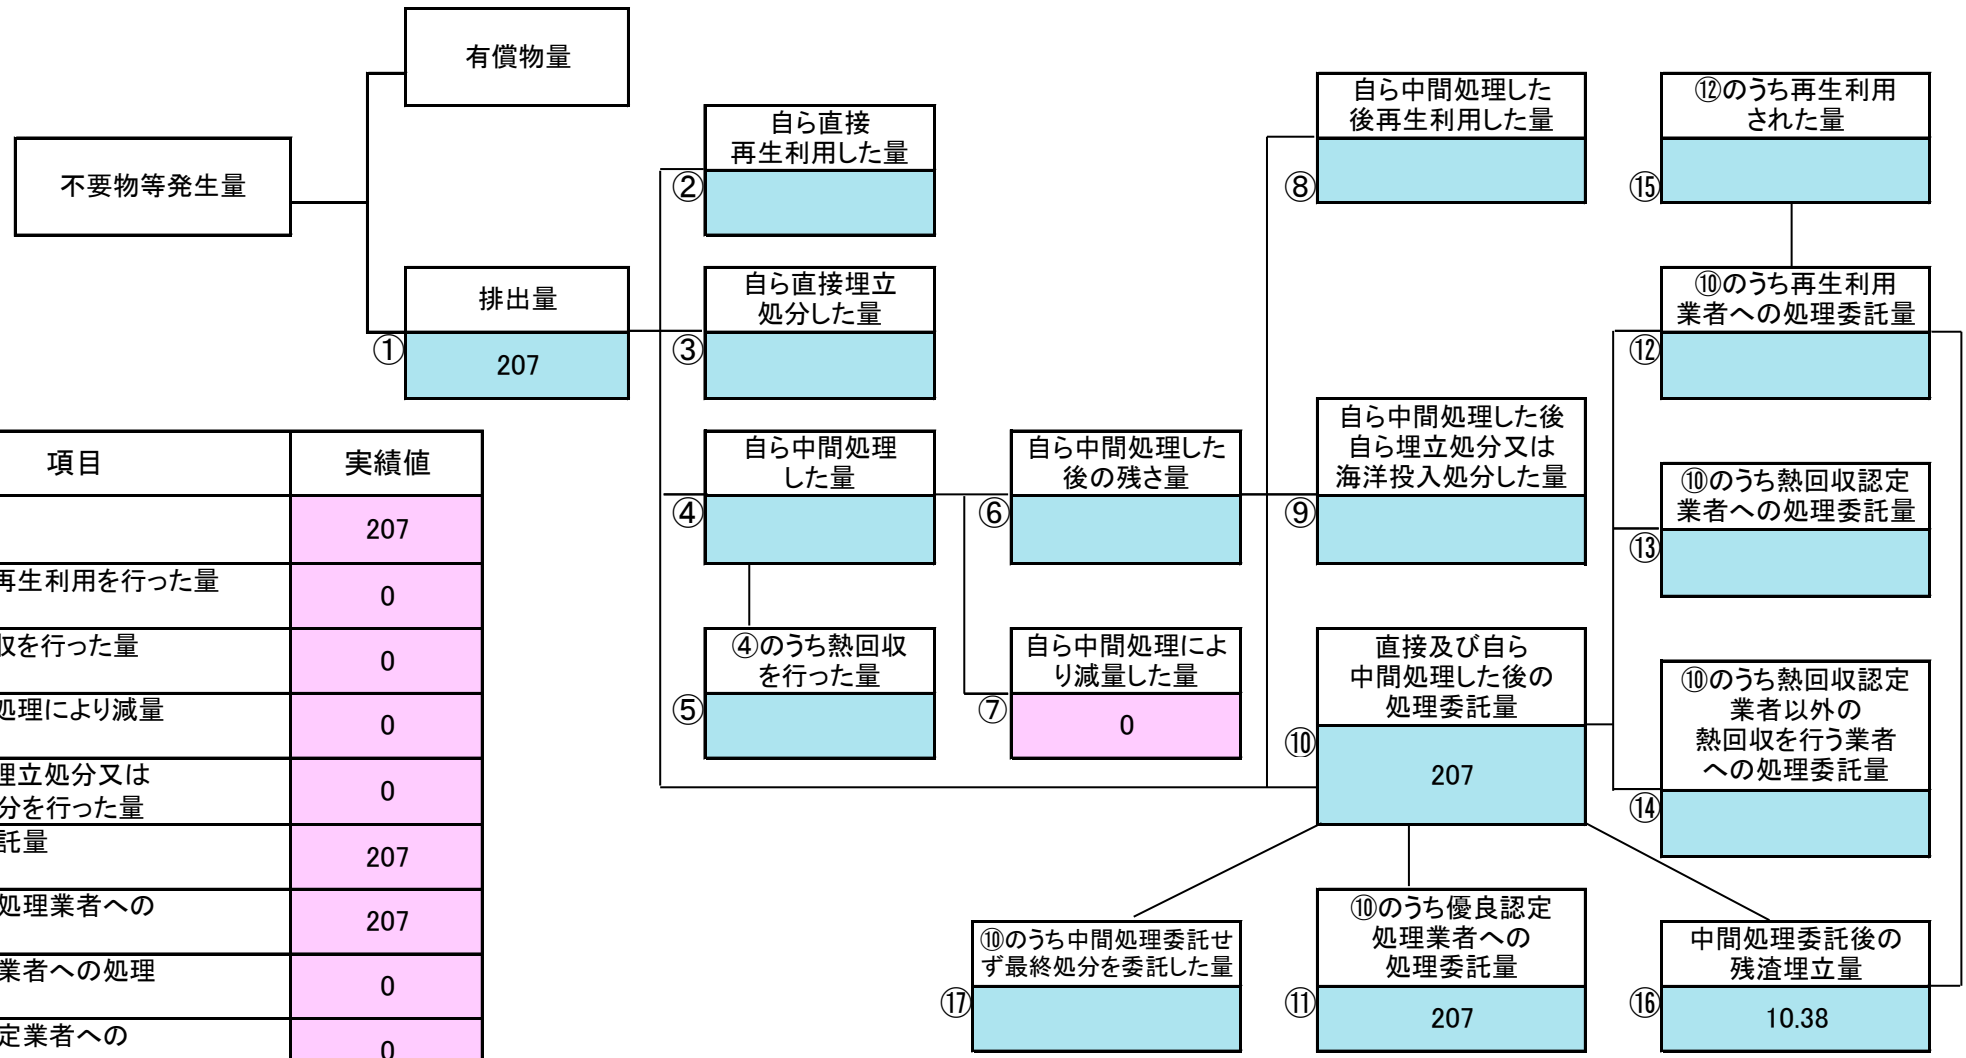 有償物量
不要物等発生量
自ら直接
再生利用した量
②
自ら中間処理した
後再生利用した量
⑧
⑫のうち再生利用
された量
⑮
排出量
①
207
自ら直接埋立
処分した量
③
⑩のうち再生利用
業者への処理委託量
⑫
自ら中間処理
した量
④
自ら中間処理した
後の残さ量
⑥
自ら中間処理した後
自ら埋立処分又は
海洋投入処分した量
⑨
⑩のうち熱回収認定
業者への処理委託量
⑬
④のうち熱回収
を行った量
⑤
自ら中間処理によ
り減量した量
⑦
0
直接及び自ら
中間処理した後の
処理委託量
⑩
207
⑩のうち熱回収認定
業者以外の
熱回収を行う業者
への処理委託量
⑭
⑩のうち中間処理委託せ
ず最終処分を委託した量
⑰
⑩のうち優良認定
処理業者への
処理委託量
⑪
207
中間処理委託後の
残渣埋立量
⑯
10.38
項目 実績値
207
再生利用を行った量 0
収を行った量 0
処理により減量 0
埋立処分又は
分を行った量 0
託量 207
処理業者への 207
業者への処理 0
定業者への 0